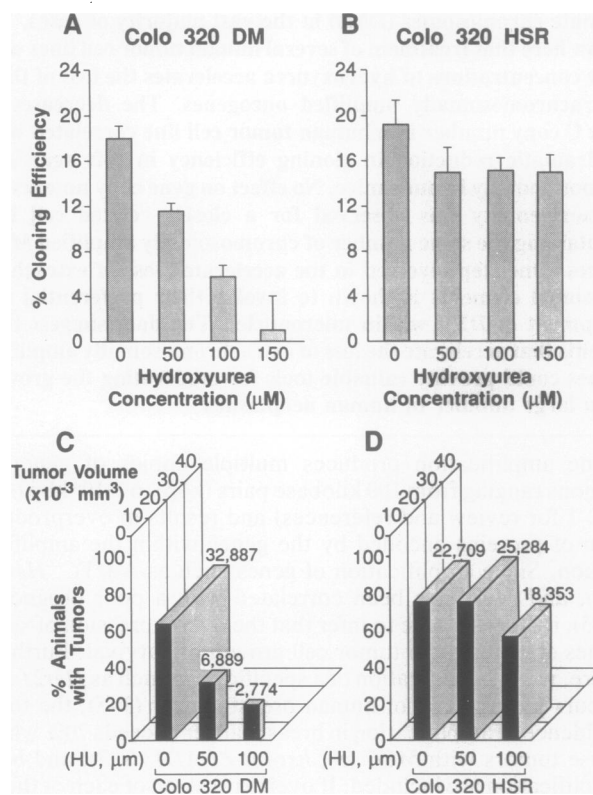 A Colo 320 DM
% Cloning Efficiency
24
20
16
12
8
4
0
0 50 100 150
Hydroxyurea
Concentration (μM)
B Colo 320 HSR
24
20
16
12
8
4
0
0 50 100 150
Hydroxyurea
Concentration (μM)
C
Tumor Volume
(x10⁻³ mm³)
40
30
20
10
0
% Animals
with Tumors
100
80
60
40
20
0
32,887
6,889
2,774
(HU, μm) 0 50 100
Colo 320 DM
D
40
30
20
10
0
100
80
60
40
20
0
22,709
25,284
18,353
(HU, μm) 0 50 100
Colo 320 HSR